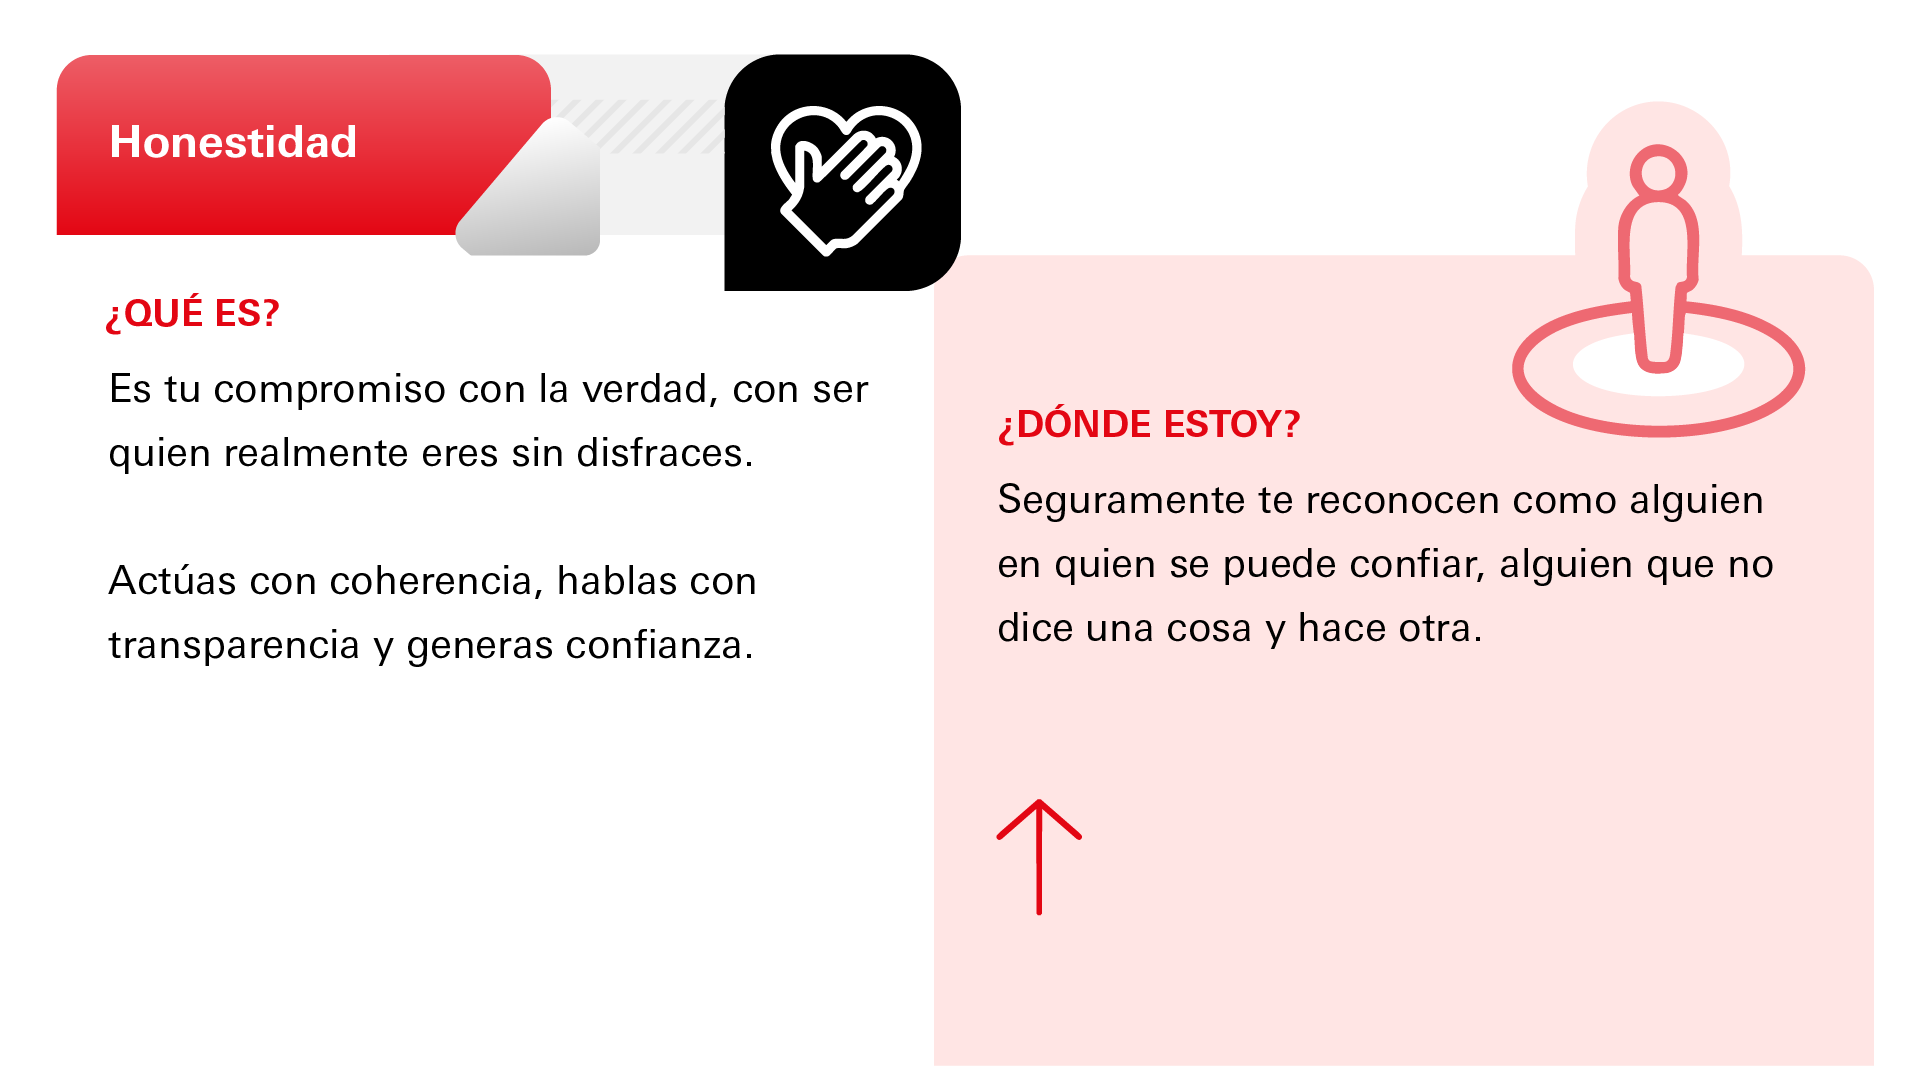 Honestidad
¿QUÉ ES?
Es tu compromiso con la verdad, con ser
quien realmente eres sin disfraces.
Actúas con coherencia, hablas con
transparencia y generas confianza.
¿DÓNDE ESTOY?
Seguramente te reconocen como alguien
en quien se puede confiar, alguien que no
dice una cosa y hace otra.